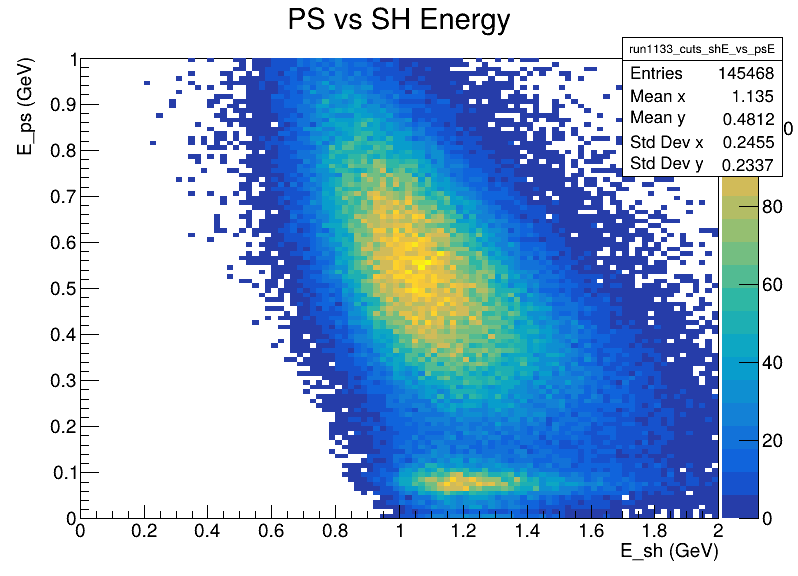 PS vs SH Energy
run1133_cuts_shE_vs_psE
Entries 145468
Mean x 1.135
Mean y 0.4812
Std Dev x 0.2455
Std Dev y 0.2337
E_ps (GeV)
1
0.9
0.8
0.7
0.6
0.5
0.4
0.3
0.2
0.1
0
0 0.2 0.4 0.6 0.8 1 1.2 1.4 1.6 1.8 2
E_sh (GeV)
0
80
60
40
20
0